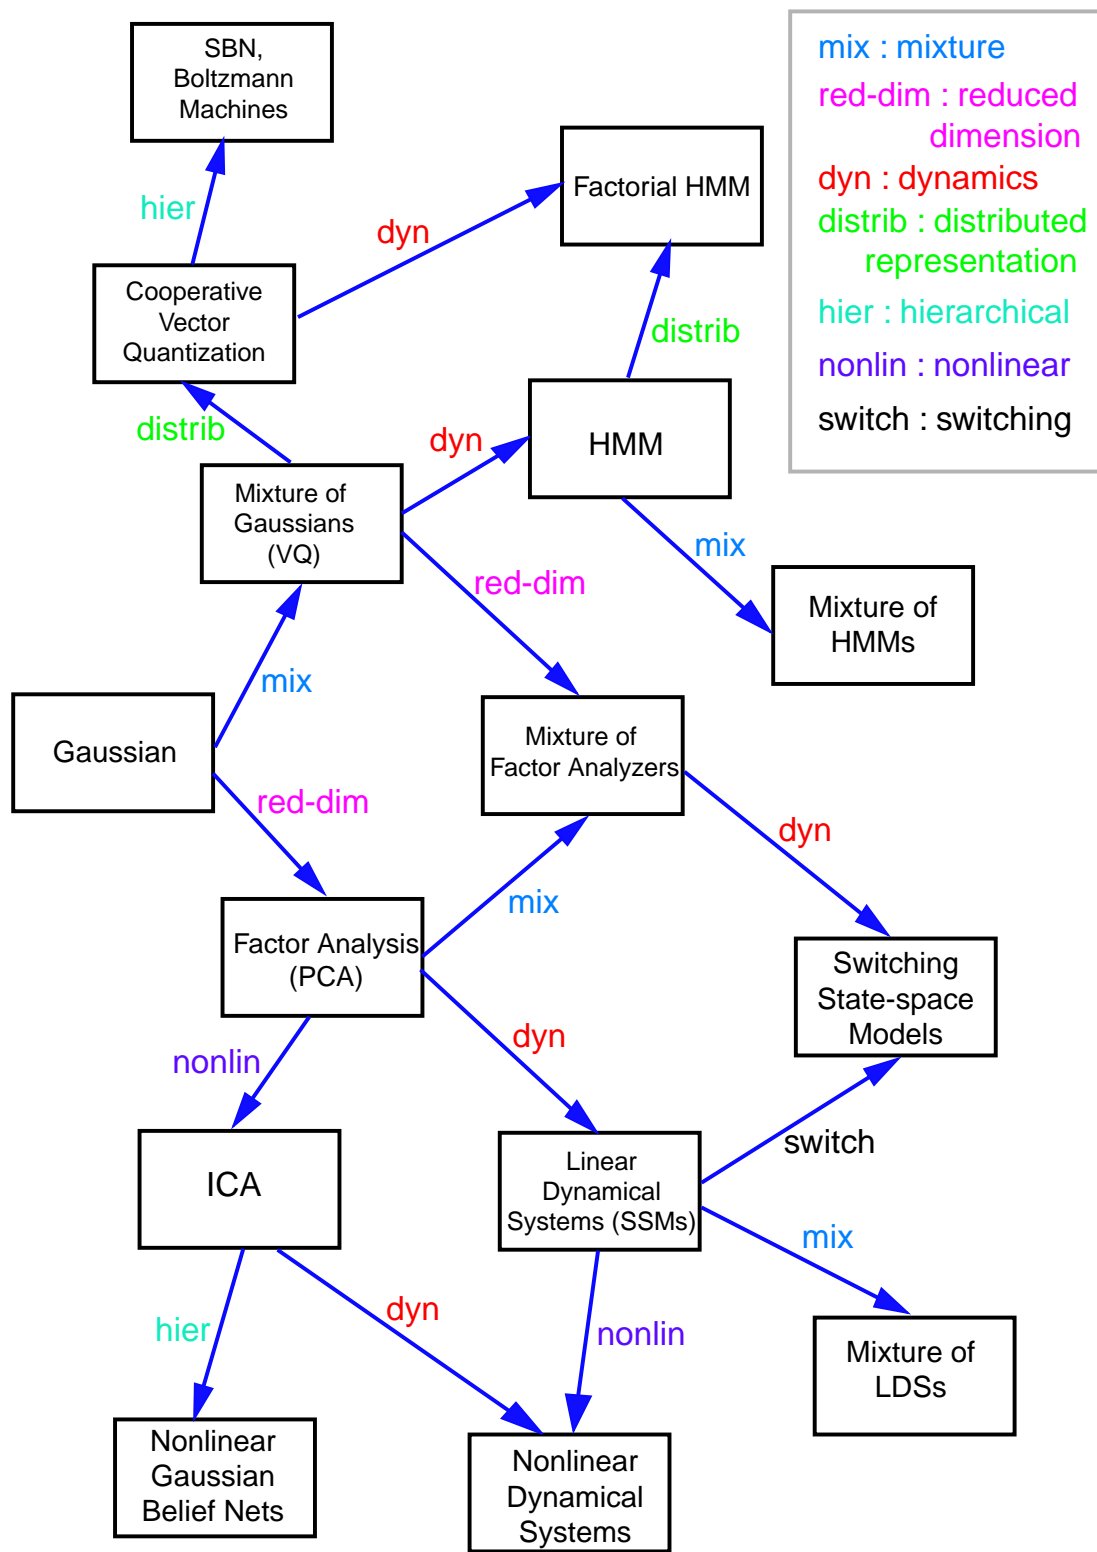 SBN,
Boltzmann
Machines
mix : mixture
red-dim : reduced
dimension
dyn : dynamics
distrib : distributed
representation
hier : hierarchical
nonlin : nonlinear
switch : switching
hier
dyn
Factorial HMM
Cooperative
Vector
Quantization
distrib
distrib
dyn
HMM
Mixture of
Gaussians
(VQ)
mix
red-dim
Mixture of
HMMs
mix
Gaussian
red-dim
Mixture of
Factor Analyzers
dyn
mix
Factor Analysis
(PCA)
Switching
State-space
Models
nonlin
dyn
switch
ICA
Linear
Dynamical
Systems (SSMs)
mix
hier
dyn
nonlin
Mixture of
LDSs
Nonlinear
Gaussian
Belief Nets
Nonlinear
Dynamical
Systems